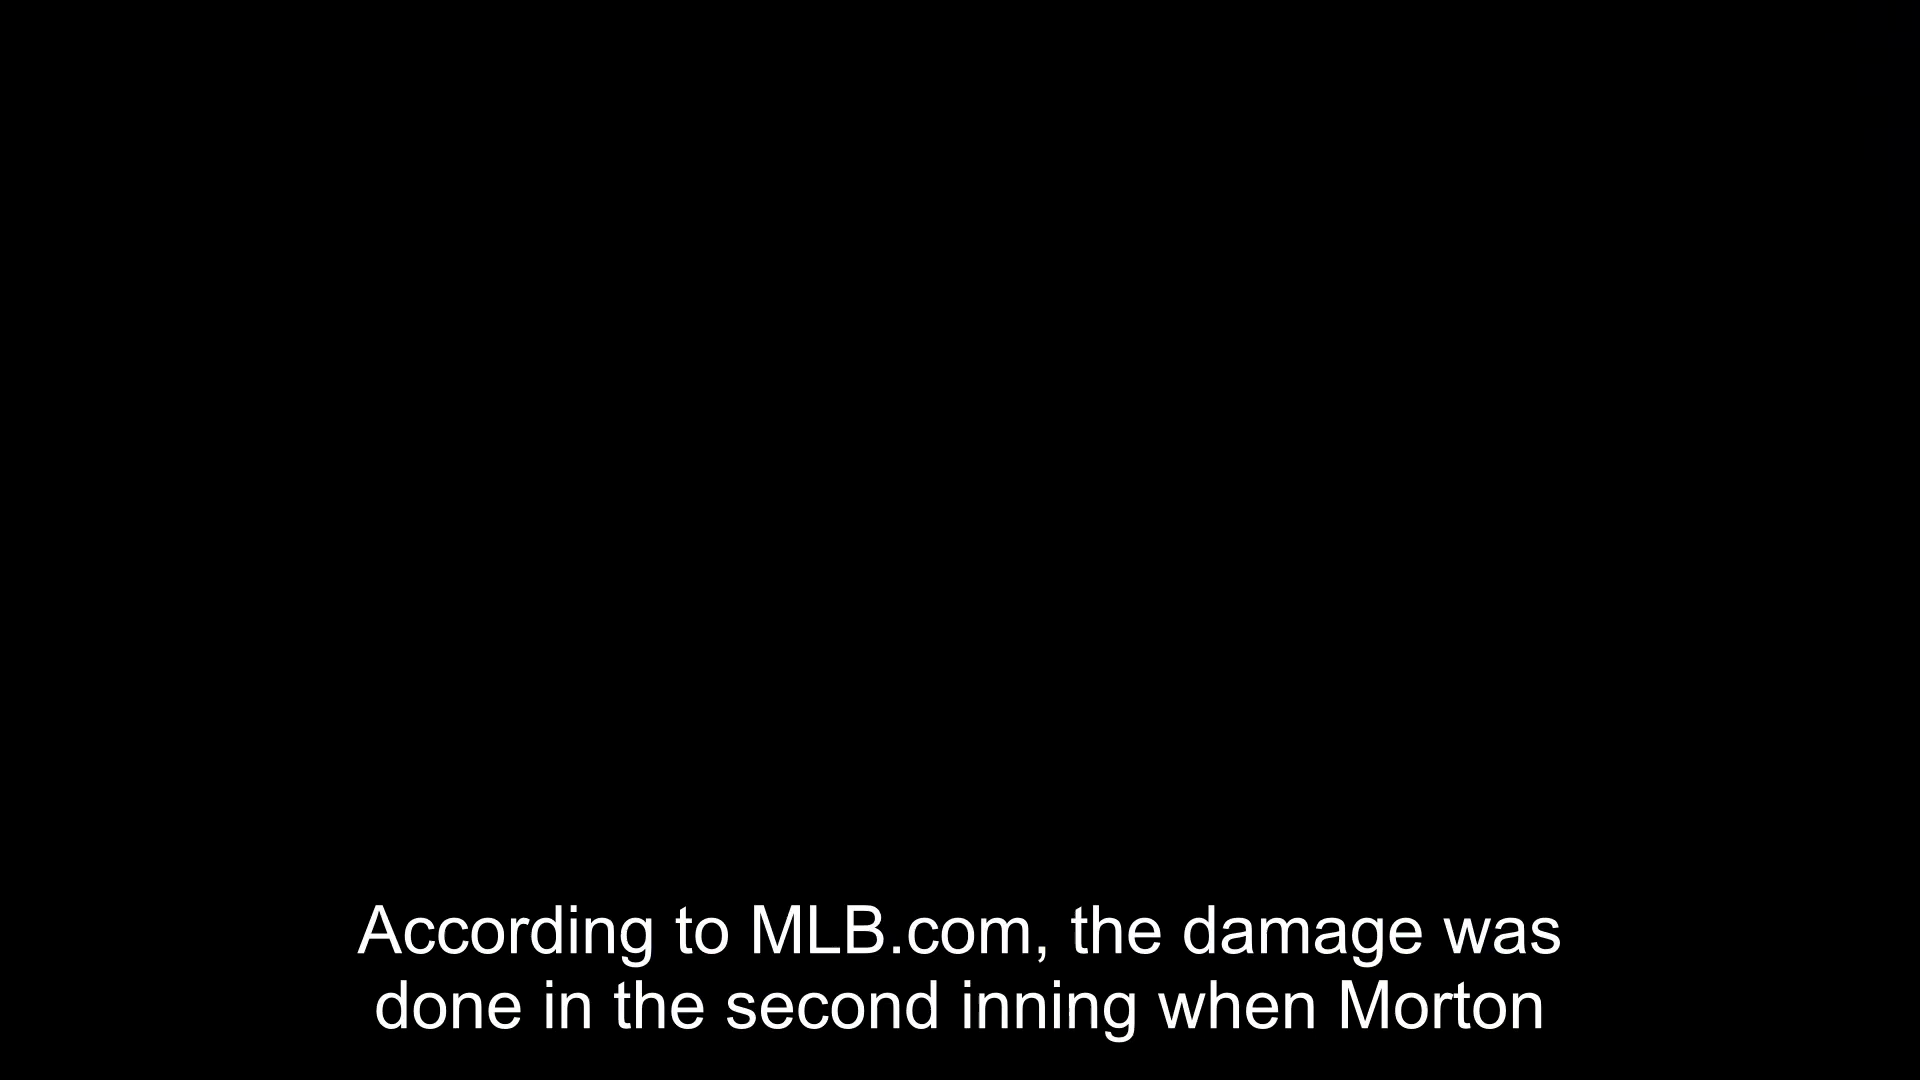 According to MLB.com, the damage was
done in the second inning when Morton